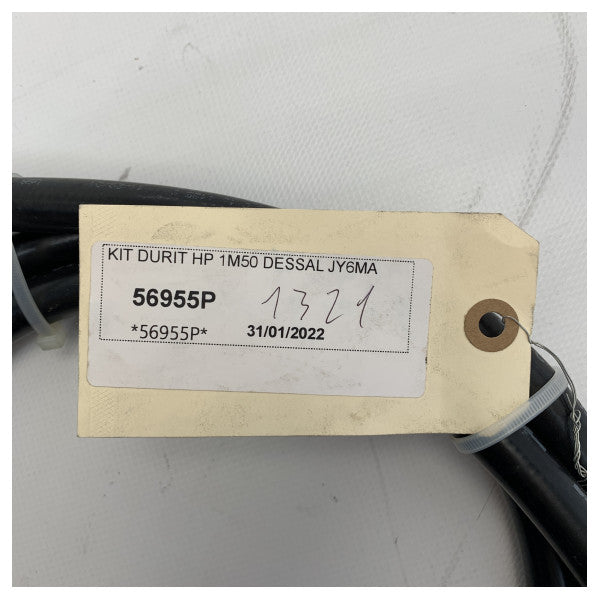 KIT DURIT HP 1M50 DESSAL JY6MA
56955P 1321
*56955P* 31/01/2022